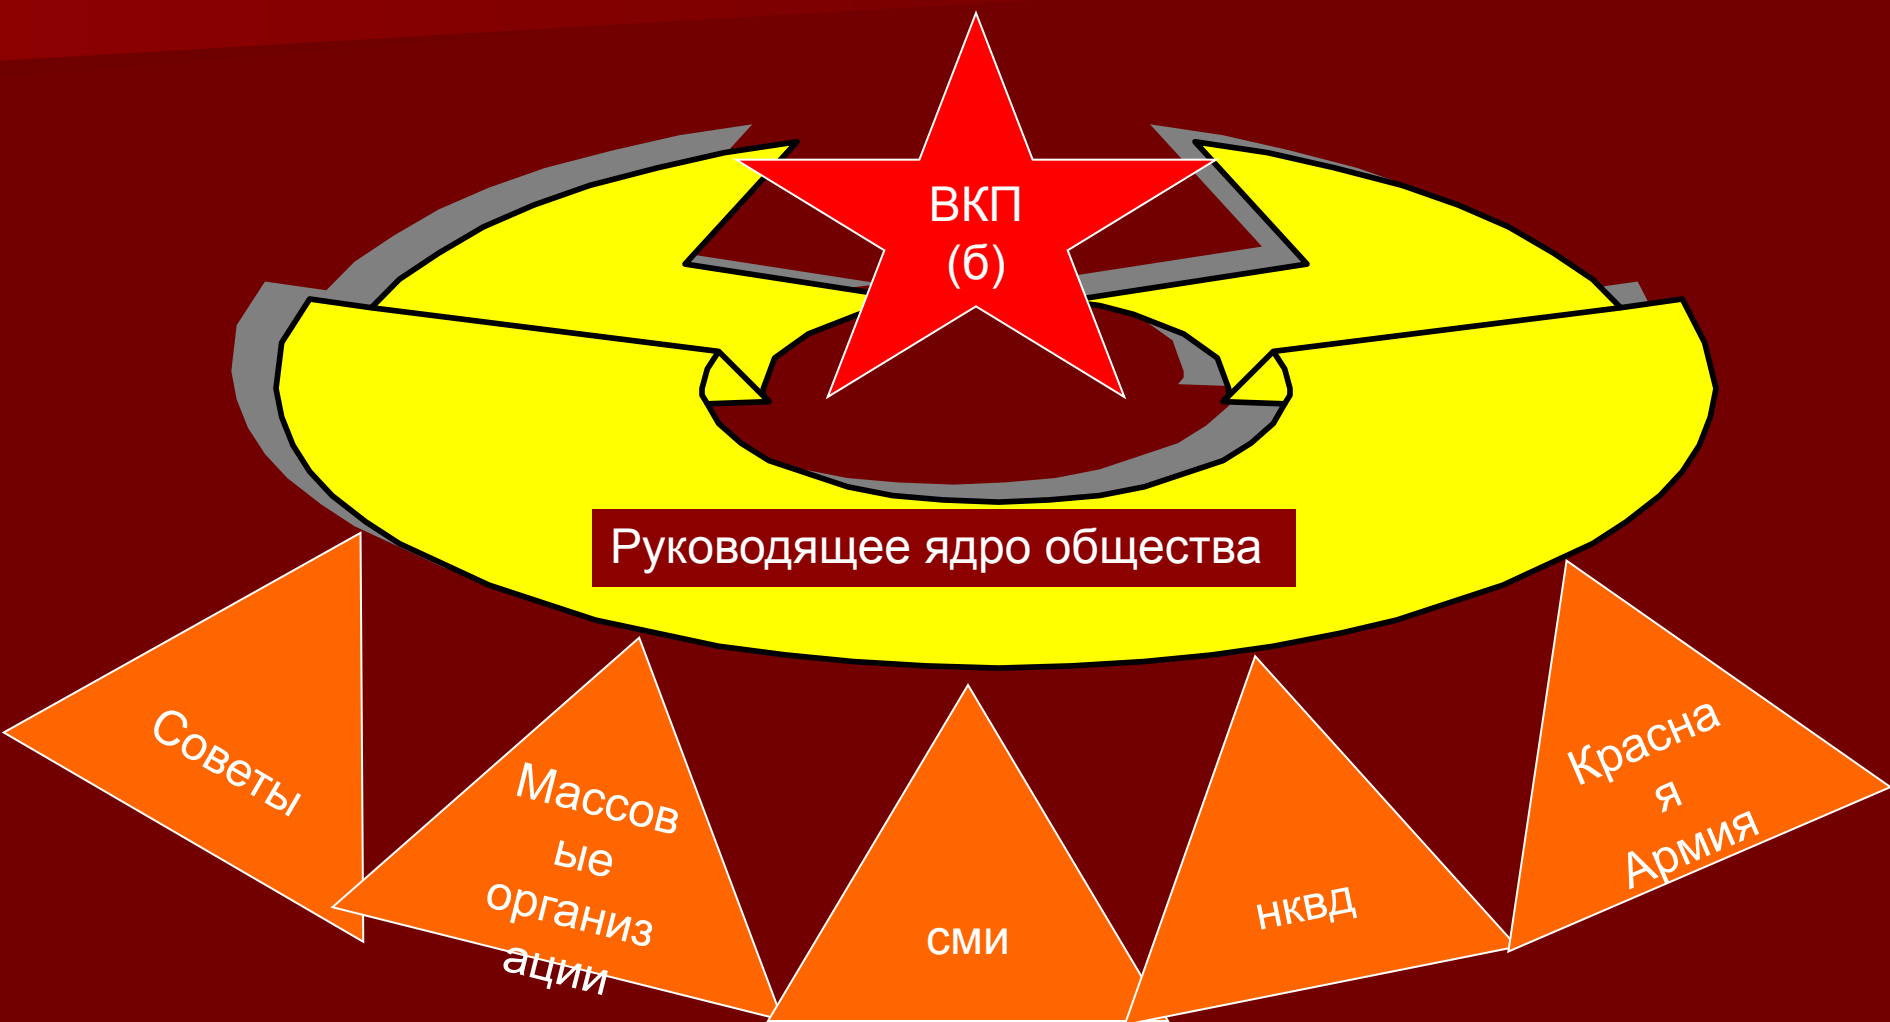 ВКП
(б)
Руководящее ядро общества
Советы
Массов
ые
организ
ации
сми
нквд
Красна
я
Армия